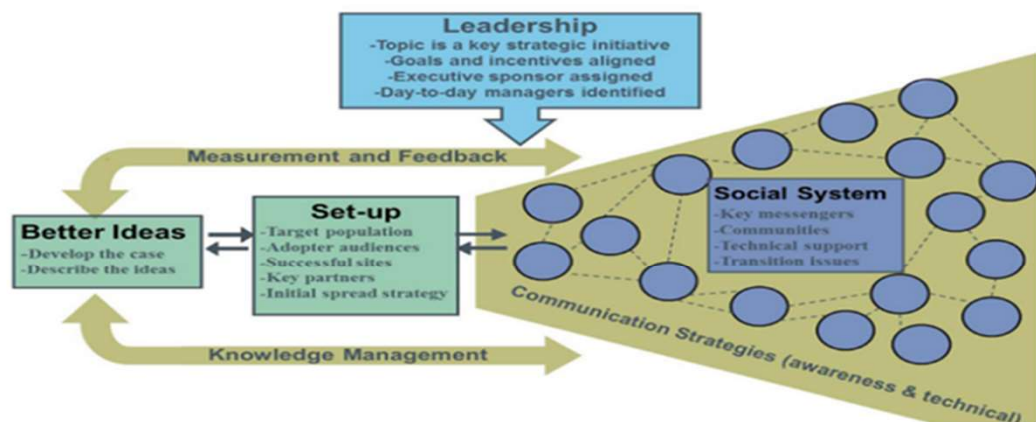 Leadership
-Topic is a key strategic initiative
-Goals and incentives aligned
-Executive sponsor assigned
-Day-to-day managers identified
Measurement and Feedback
Better Ideas
-Develop the case
-Describe the ideas
Set-up
-Target population
-Adopter audiences
-Successful sites
-Key partners
-Initial spread strategy
Social System
-Key messengers
-Communities
-Technical support
-Transition issues
Knowledge Management
Communication Strategies (awareness & technical)